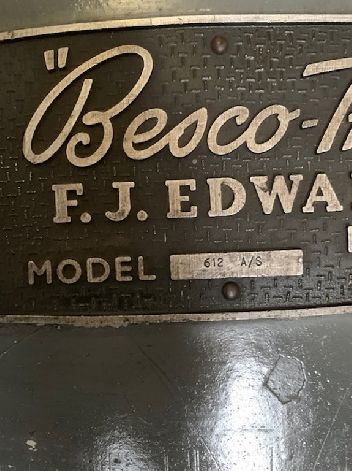 "Besco-
F. J. EDWA
MODEL 612 A/S